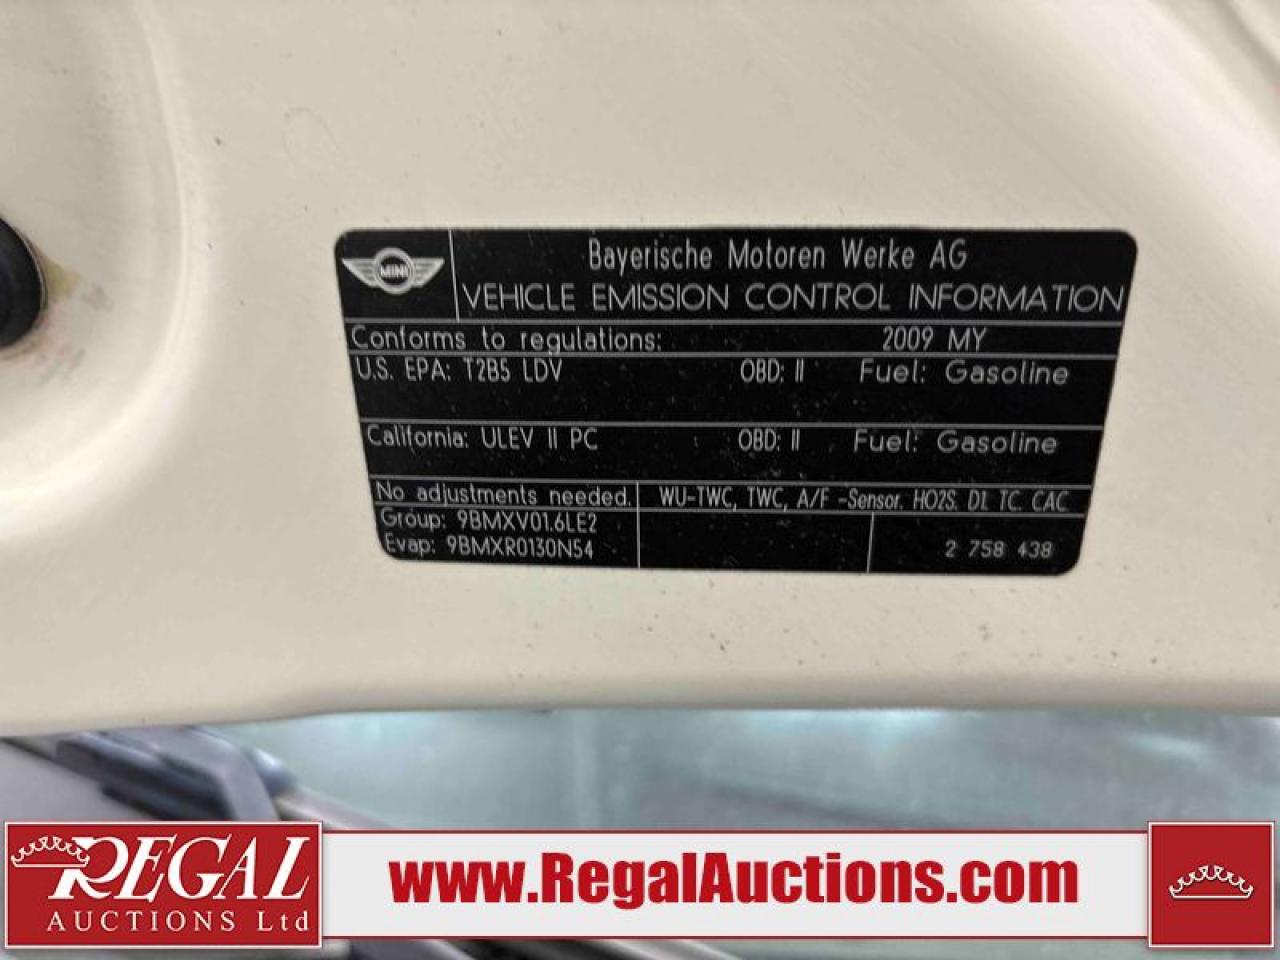 MINI
Bayerische Motoren Werke AG
VEHICLE EMISSION CONTROL INFORMATION
Conforms to regulations: 2009 MY
U.S. EPA: T2B5 LDV OBD: II Fuel: Gasoline
California: ULEV II PC OBD: II Fuel: Gasoline
No adjustments needed. WU-TWC, TWC, A/F -Sensor. HO2S. DI. TC. CAC
Group: 9BMXV01.6LE2
Evap: 9BMXR0130N54 2 758 438
REGAL
AUCTIONS Ltd
www.RegalAuctions.com